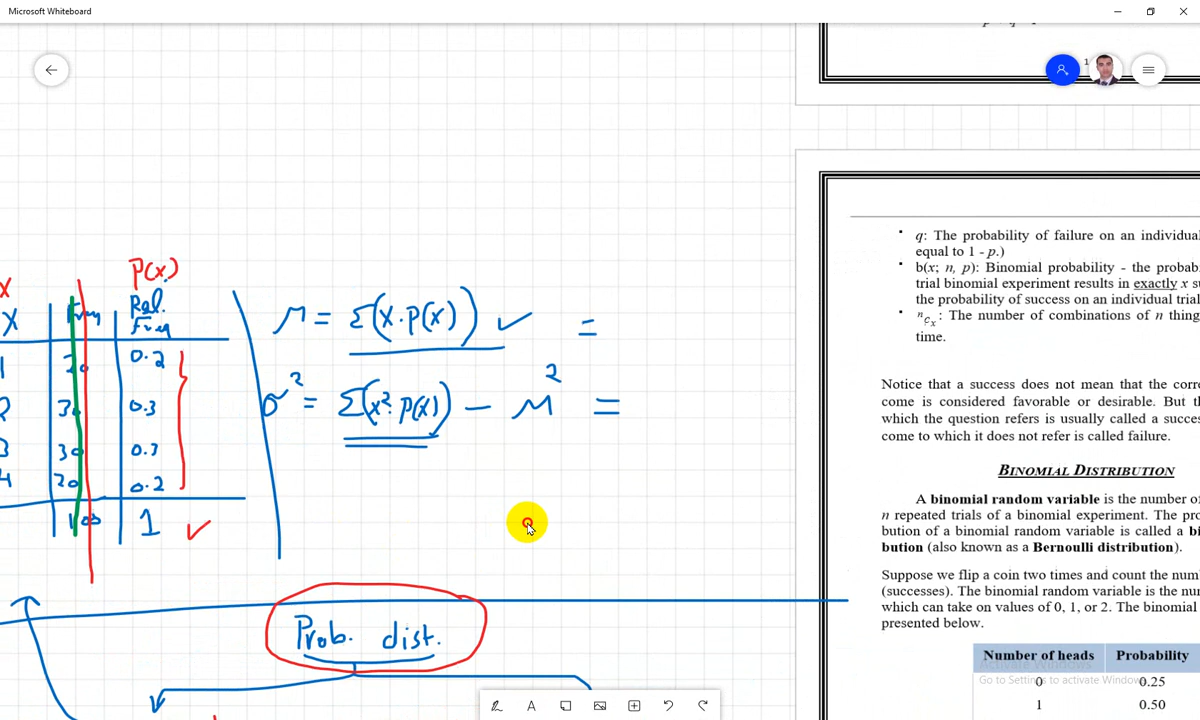 Microsoft Whiteboard
X P(x)
X Freq Rel. Freq
1 20 0.2
2 30 0.3
3 30 0.3
4 20 0.2
100 1 ✓
μ = Σ(x·p(x)) ✓ =
σ² = Σ(x²·p(x)) − μ² =
Prob. dist.
q: The probability of failure on an individual
equal to 1 - p.)
b(x; n, p): Binomial probability - the probab
trial binomial experiment results in exactly x su
the probability of success on an individual trial
ⁿCₓ: The number of combinations of n thing
time.
Notice that a success does not mean that the corre
come is considered favorable or desirable. But th
which the question refers is usually called a succes
come to which it does not refer is called failure.
BINOMIAL DISTRIBUTION
A binomial random variable is the number of
n repeated trials of a binomial experiment. The pro
bution of a binomial random variable is called a bi
bution (also known as a Bernoulli distribution).
Suppose we flip a coin two times and count the num
(successes). The binomial random variable is the nu
which can take on values of 0, 1, or 2. The binomial
presented below.
Number of heads Probability
0 0.25
1 0.50
Activate Windows
Go to Settings to activate Windows.